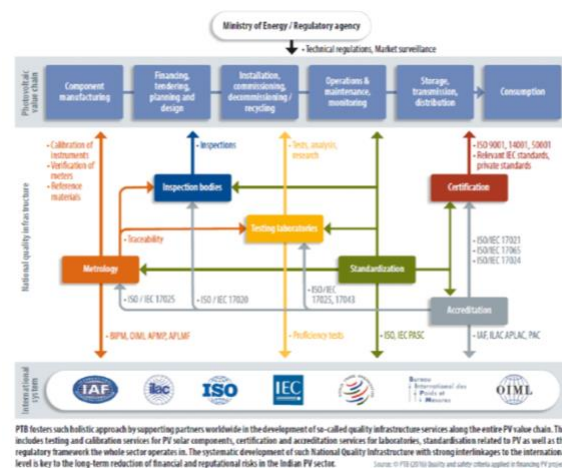 Ministry of Energy / Regulatory agency
• Technical regulations, Market surveillance
Photovoltaic
value chain
Component
manufacturing
Financing,
tendering,
planning and
design
Installation,
commissioning,
decommissioning /
recycling
Operations &
maintenance,
monitoring
Storage,
transmission,
distribution
Consumption
National quality infrastructure
• Calibration of
instruments
• Verification of
meters
• Reference
materials
• Inspections
• Tests, analysis,
research
• ISO 9001, 14001, 50001
• Relevant IEC standards,
private standards
Inspection bodies
Certification
Testing laboratories
• Traceability
• ISO/IEC 17021
• ISO/IEC 17065
• ISO/IEC 17024
Metrology
Standardization
• ISO / IEC 17025
• ISO / IEC 17020
• ISO/IEC
17025, 17043
Accreditation
• BIPM, OIML, APMP, APLMF
• Proficiency tests
• ISO, IEC PASC
• IAF, ILAC APLAC, PAC
International
system
IAF
ilac
ISO
IEC
Bureau
International des
Poids et
Mesures
OIML
PTB fosters such holistic approach by supporting partners worldwide in the development of so-called quality infrastructure services along the entire PV value chain. Th
includes testing and calibration services for PV solar components, certification and accreditation services for laboratories, standardisation related to PV as well as th
regulatory framework the whole sector operates in. The systematic development of such National Quality Infrastructure with strong interlinkages to the internation
level is key to the long-term reduction of financial and reputational risks in the Indian PV sector.